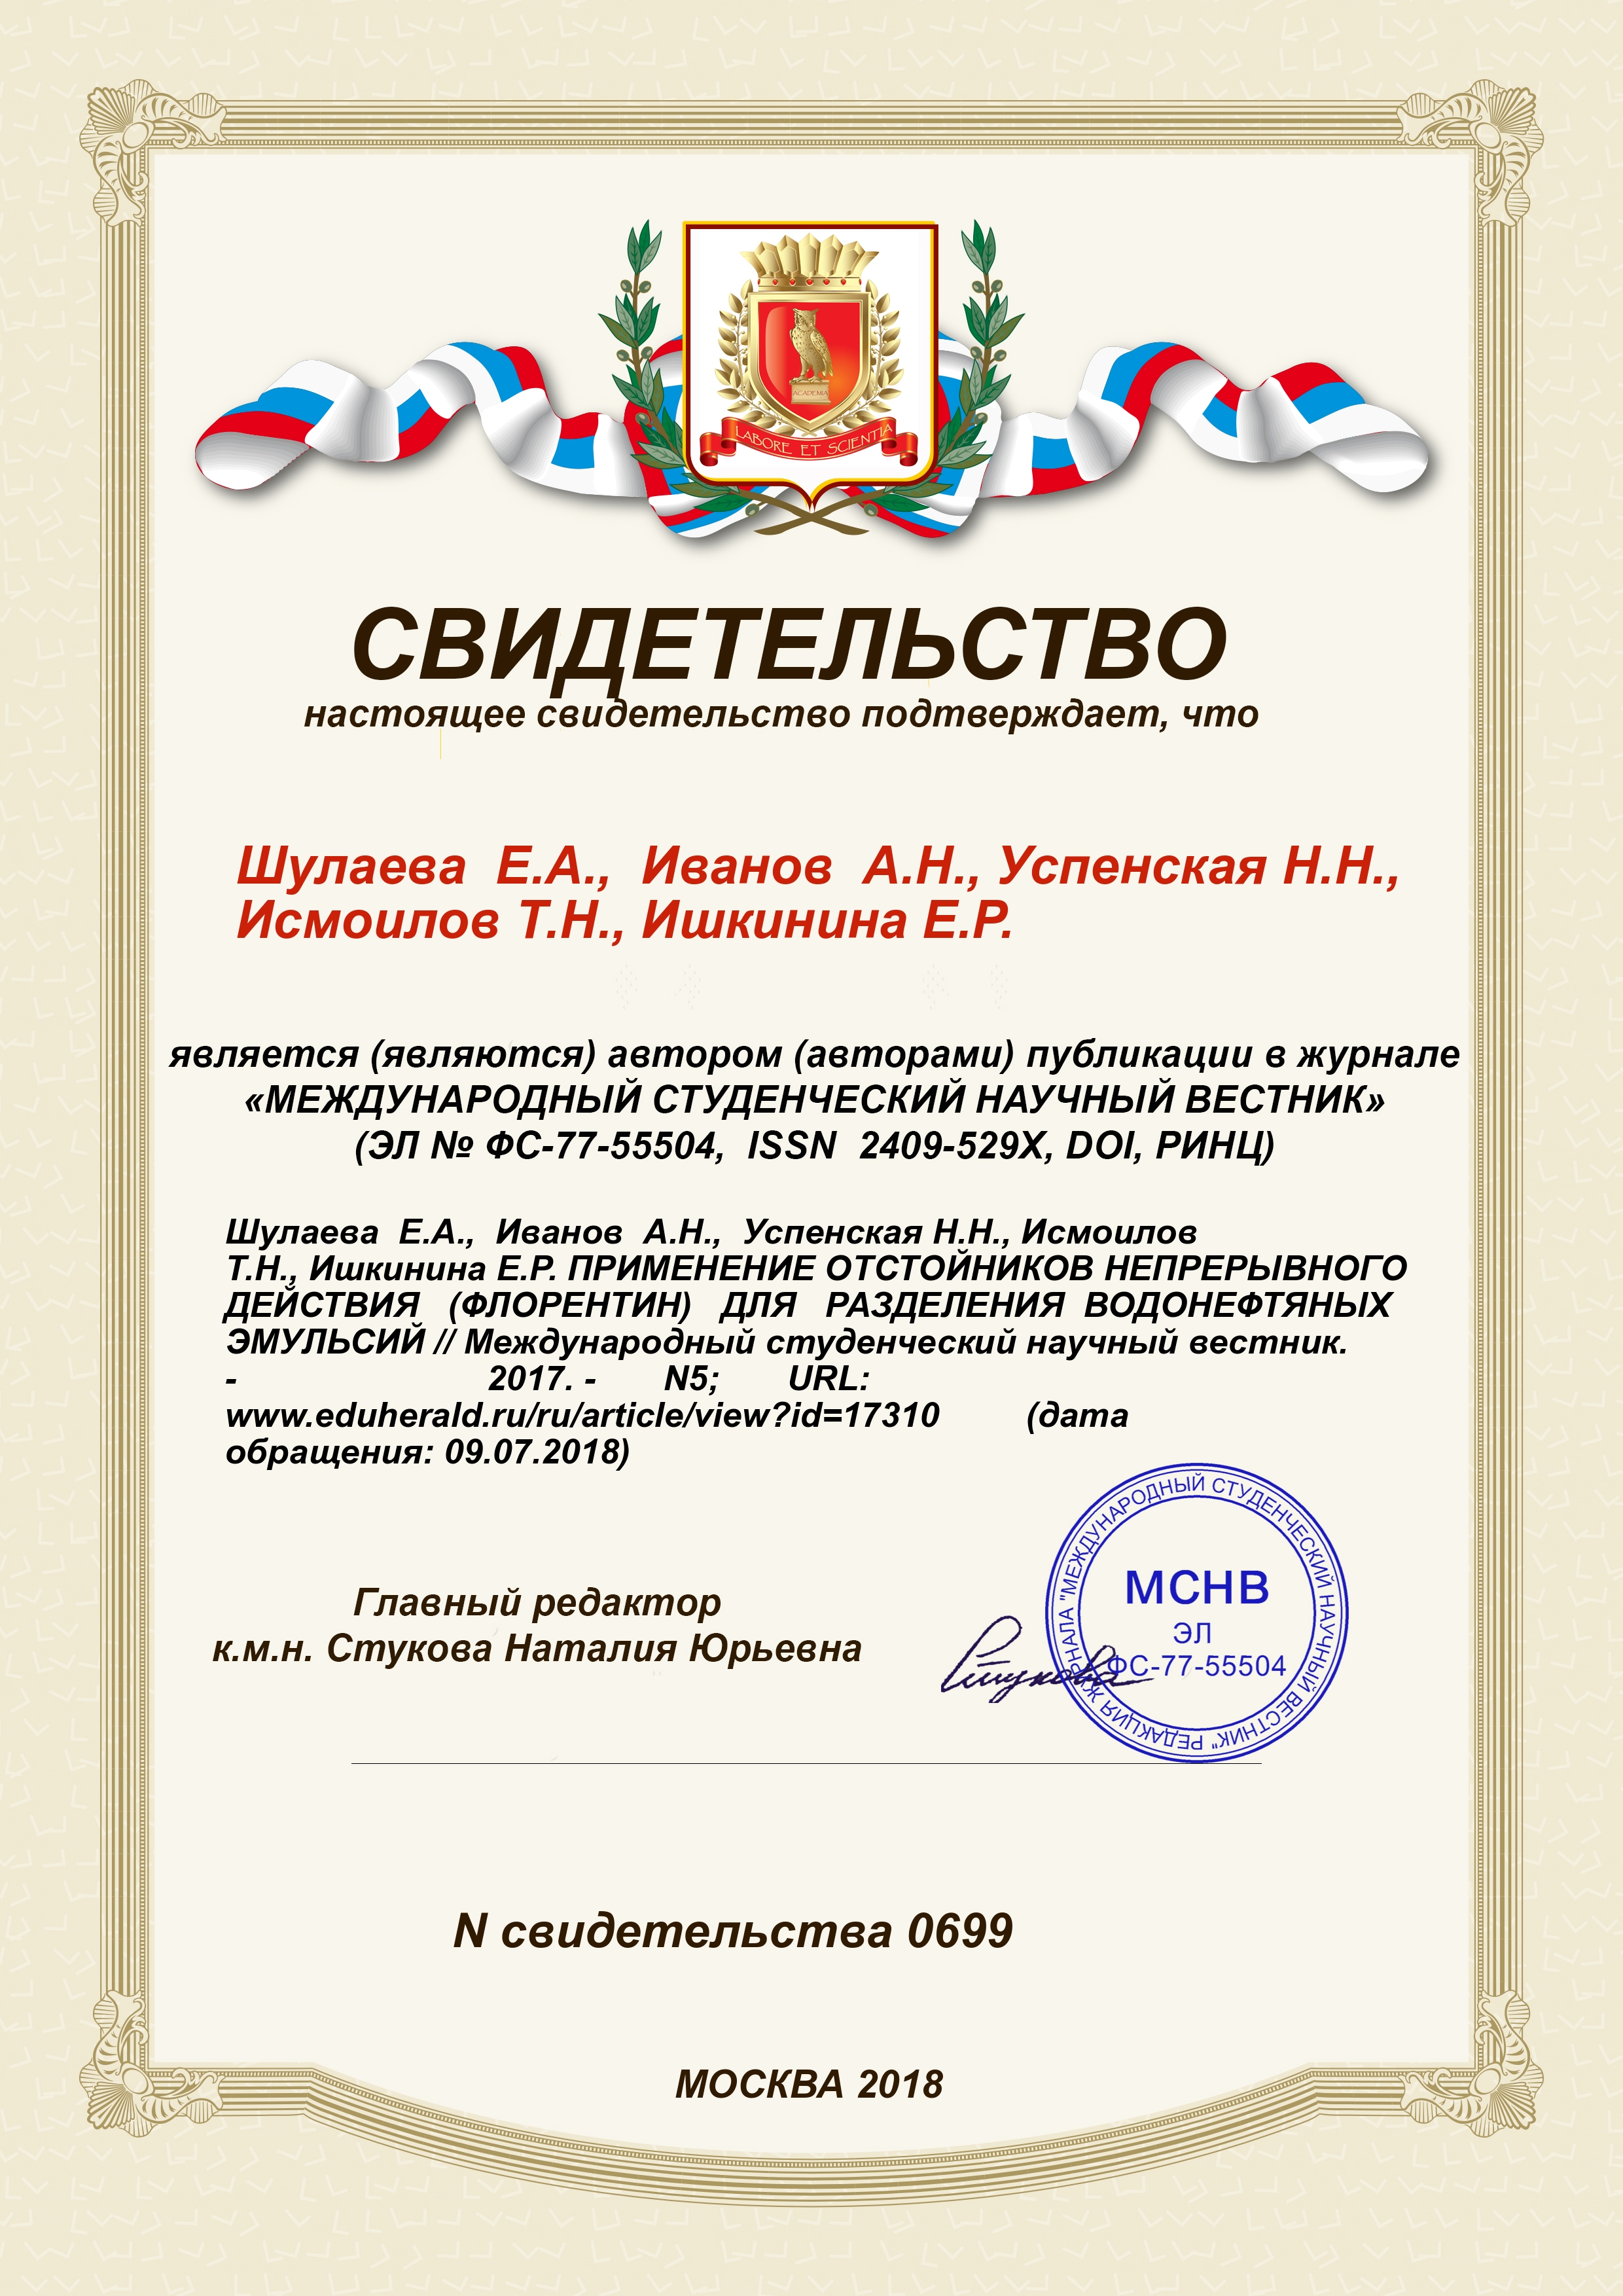 ACADEMIA
LABORE ET SCIENTIA
СВИДЕТЕЛЬСТВО
настоящее свидетельство подтверждает, что
Шулаева Е.А., Иванов А.Н., Успенская Н.Н.,
Исмоилов Т.Н., Ишкинина Е.Р.
является (являются) автором (авторами) публикации в журнале
«МЕЖДУНАРОДНЫЙ СТУДЕНЧЕСКИЙ НАУЧНЫЙ ВЕСТНИК»
(ЭЛ № ФС-77-55504, ISSN 2409-529X, DOI, РИНЦ)
Шулаева Е.А., Иванов А.Н., Успенская Н.Н., Исмоилов
Т.Н., Ишкинина Е.Р. ПРИМЕНЕНИЕ ОТСТОЙНИКОВ НЕПРЕРЫВНОГО
ДЕЙСТВИЯ (ФЛОРЕНТИН) ДЛЯ РАЗДЕЛЕНИЯ ВОДОНЕФТЯНЫХ
ЭМУЛЬСИЙ // Международный студенческий научный вестник.
- 2017. - N5; URL:
www.eduherald.ru/ru/article/view?id=17310 (дата
обращения: 09.07.2018)
Главный редактор
к.м.н. Стукова Наталия Юрьевна
Стукова
РЕДАКЦИЯ ЖУРНАЛА "МЕЖДУНАРОДНЫЙ СТУДЕНЧЕСКИЙ НАУЧНЫЙ ВЕСТНИК"
МСНВ
ЭЛ
ФС-77-55504
N свидетельства 0699
МОСКВА 2018